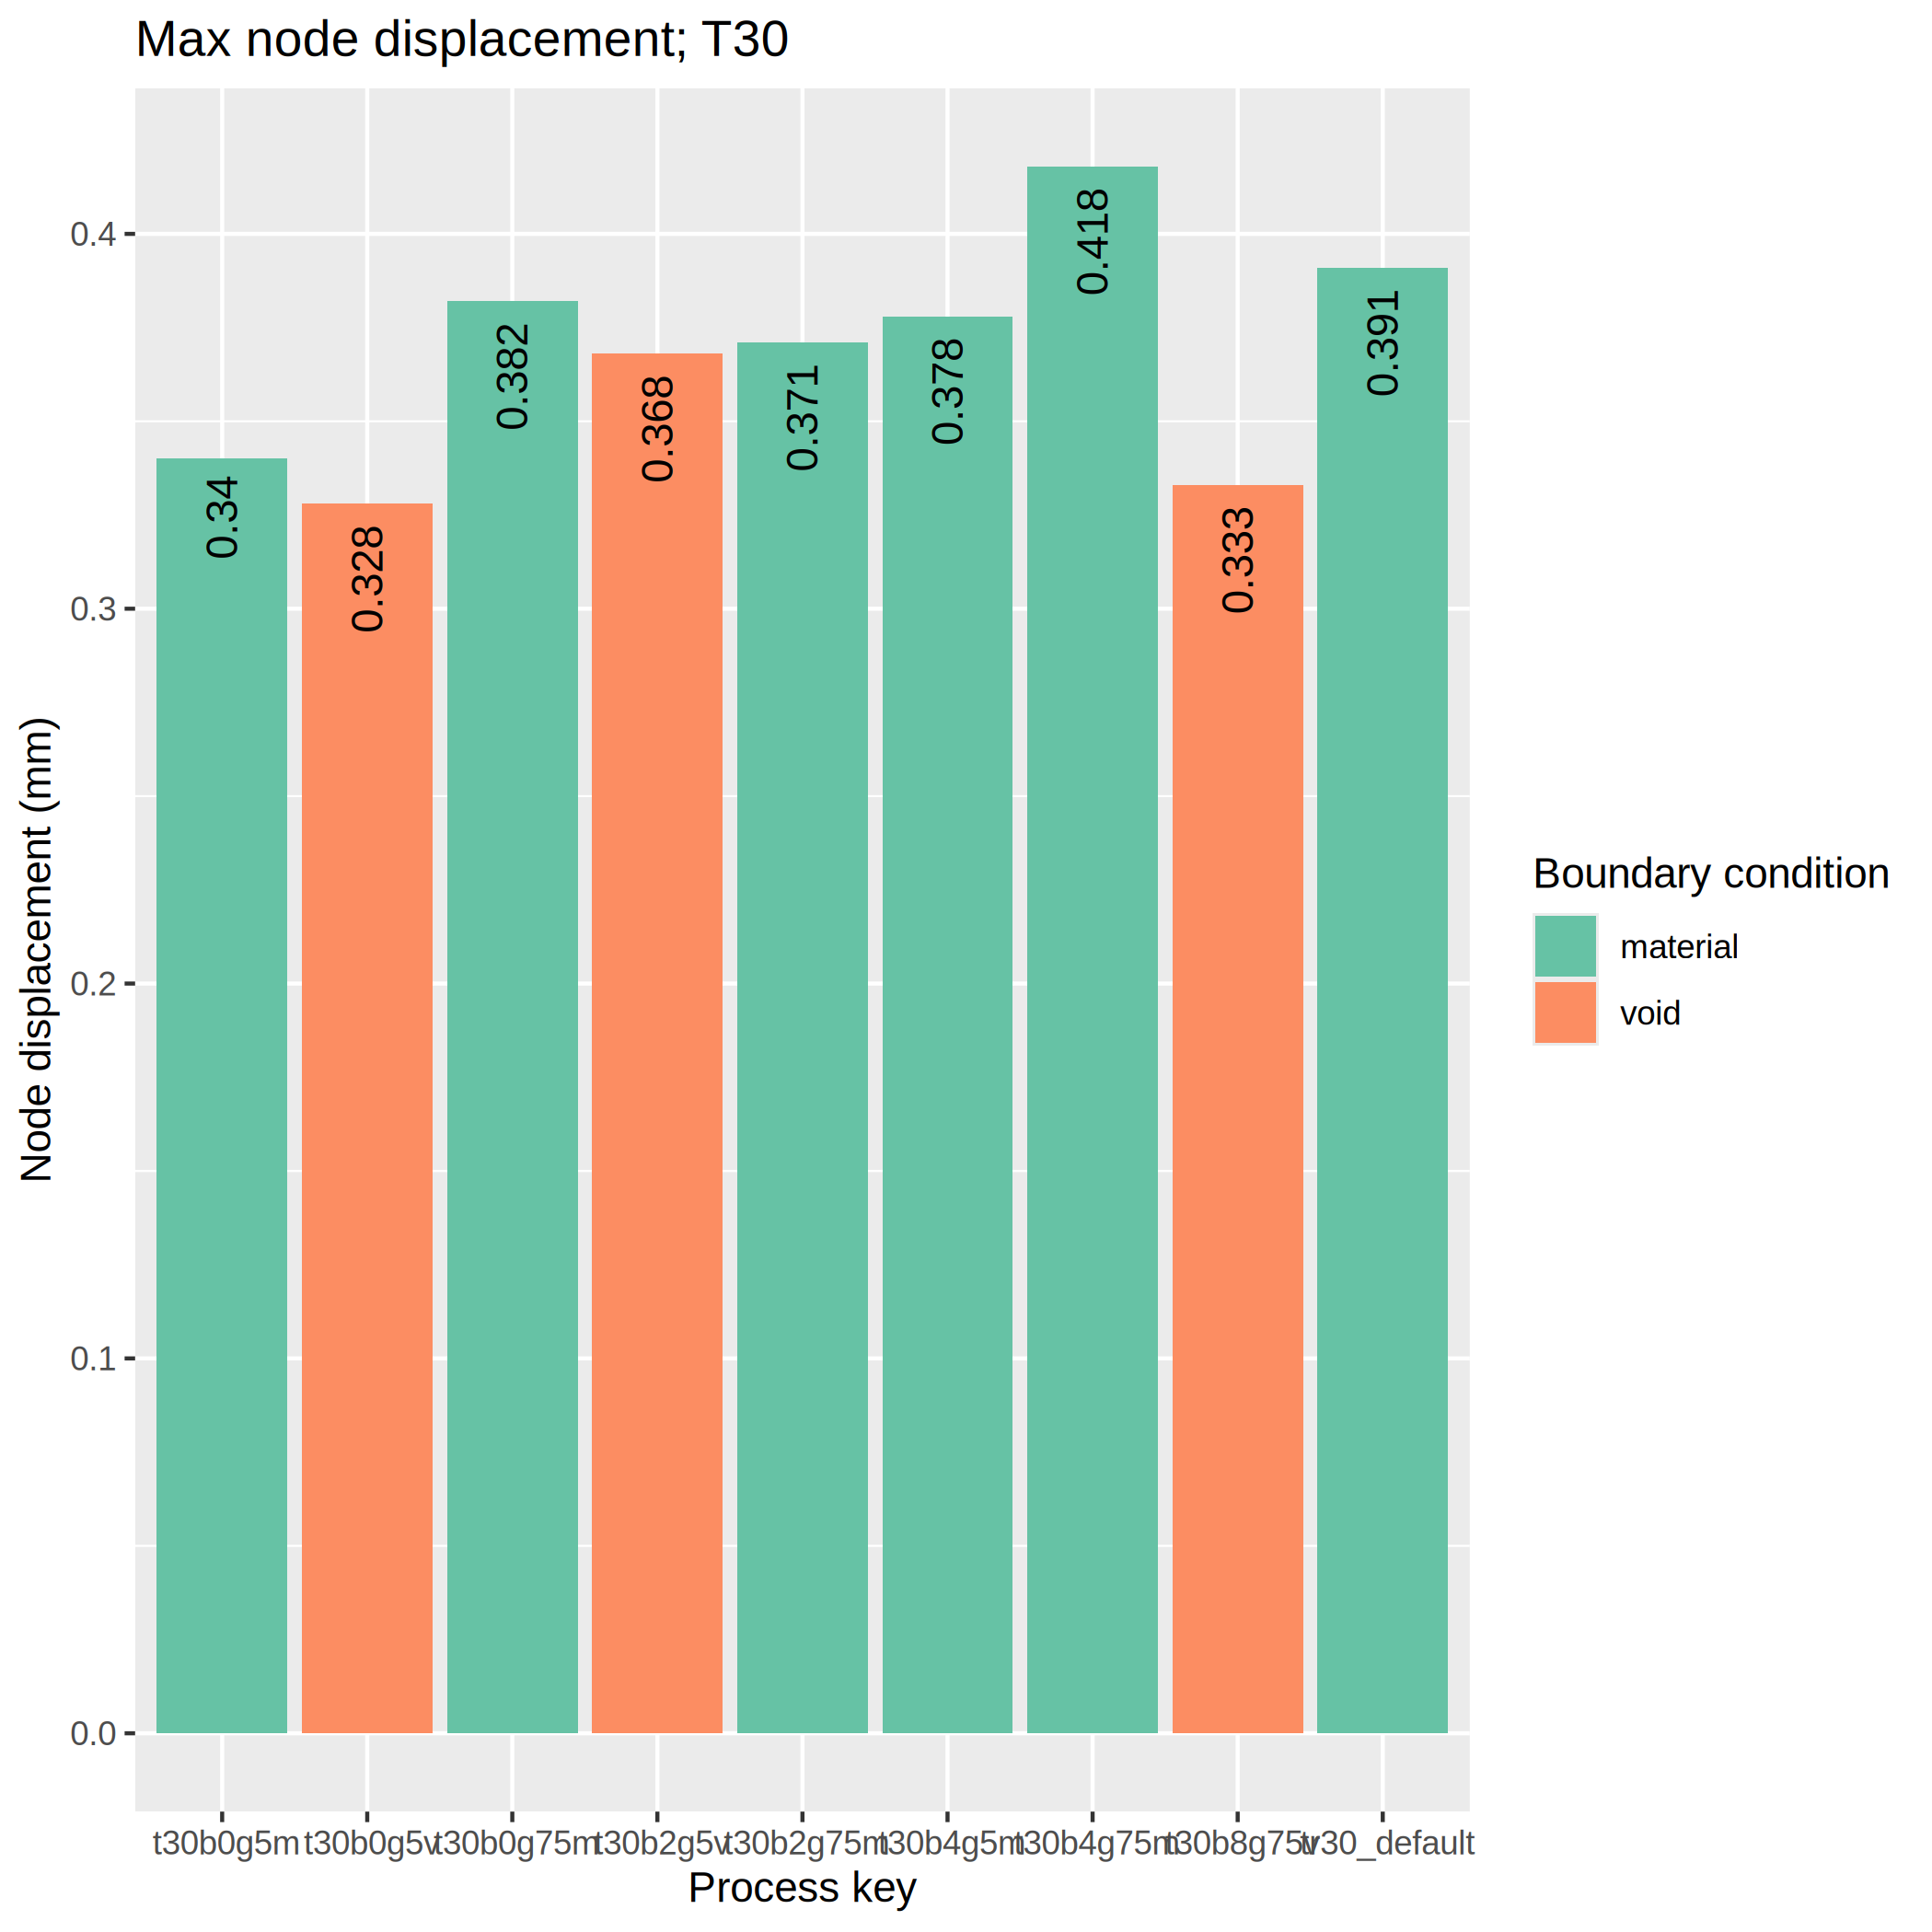 Max node displacement; T30
Node displacement (mm)
0.4
0.3
0.2
0.1
0.0
0.34
0.328
0.382
0.368
0.371
0.378
0.418
0.333
0.391
t30b0g5m
t30b0g5v
t30b0g75m
t30b2g5v
t30b2g75m
t30b4g5m
t30b4g75m
t30b8g75v
t30_default
Process key
Boundary condition
material
void